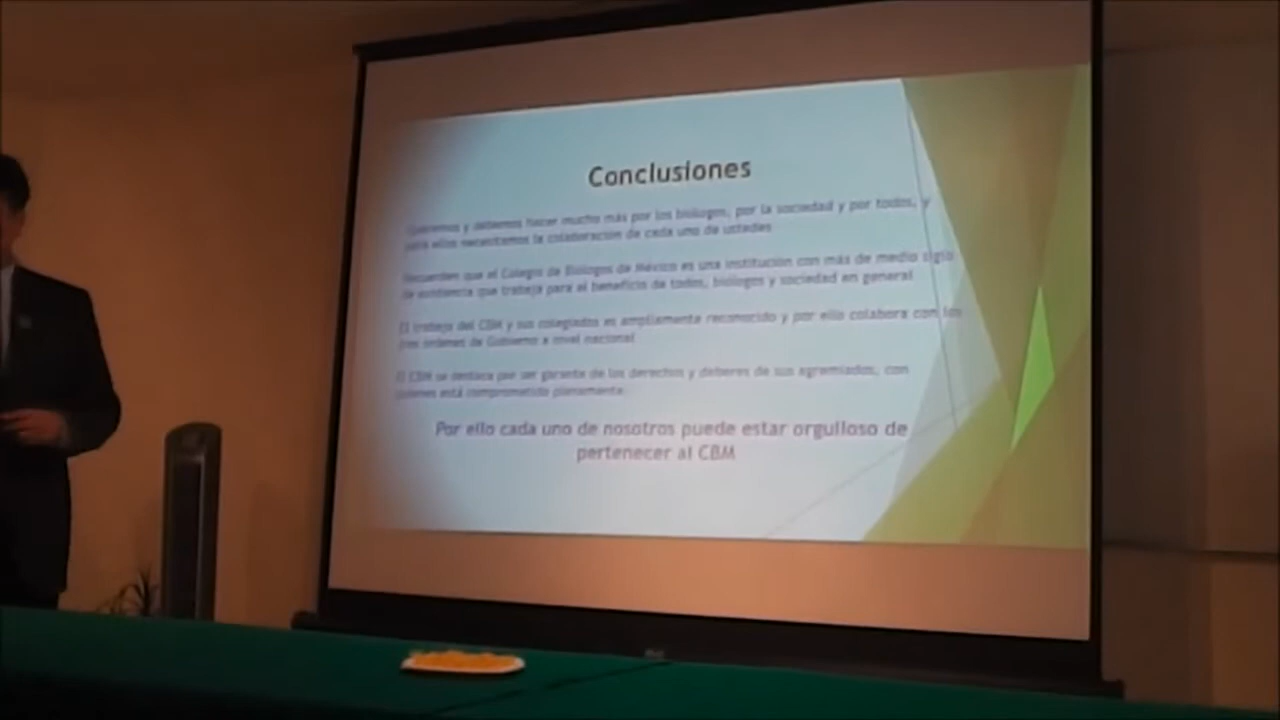 Conclusiones
Queremos y debemos hacer mucho más por los biólogos, por la sociedad y por todos, y
para ellos necesitamos la colaboración de cada uno de ustedes
Recuerden que el Colegio de Biólogos de México es una institución con más de medio siglo
de existencia que trabaja para el beneficio de todos, biólogos y sociedad en general
El trabajo del CBM y sus colegiados es ampliamente reconocido y por ello colabora con los
tres ordenes de Gobierno a nivel nacional
El CBM se destaca por ser garante de los derechos y deberes de sus agremiados, con
quienes está comprometido plenamente.
Por ello cada uno de nosotros puede estar orgulloso de
pertenecer al CBM